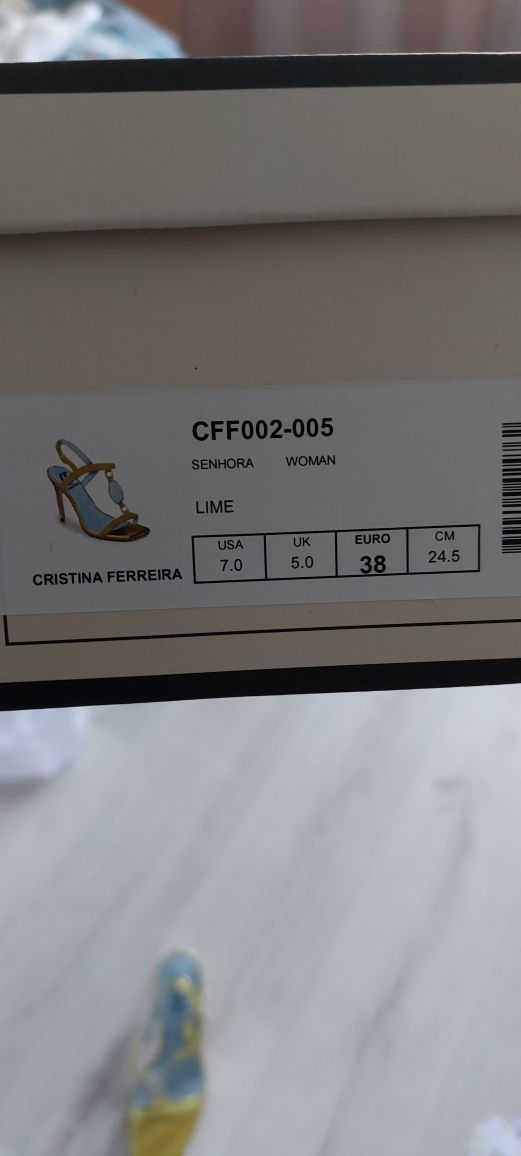 CFF002-005
SENHORA WOMAN
LIME
CRISTINA FERREIRA
USA UK EURO CM
7.0 5.0 38 24.5